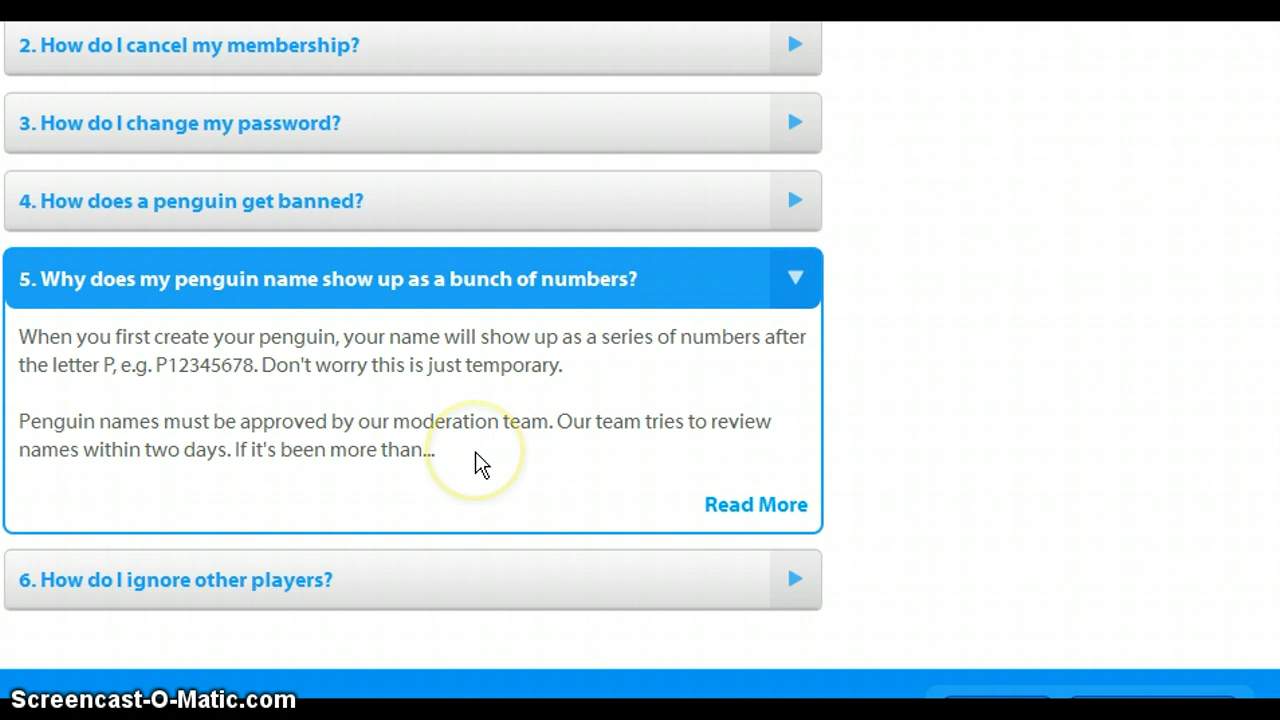 2. How do I cancel my membership?
3. How do I change my password?
4. How does a penguin get banned?
5. Why does my penguin name show up as a bunch of numbers?
When you first create your penguin, your name will show up as a series of numbers after
the letter P, e.g. P12345678. Don't worry this is just temporary.
Penguin names must be approved by our moderation team. Our team tries to review
names within two days. If it's been more than...
Read More
6. How do I ignore other players?
Screencast-O-Matic.com